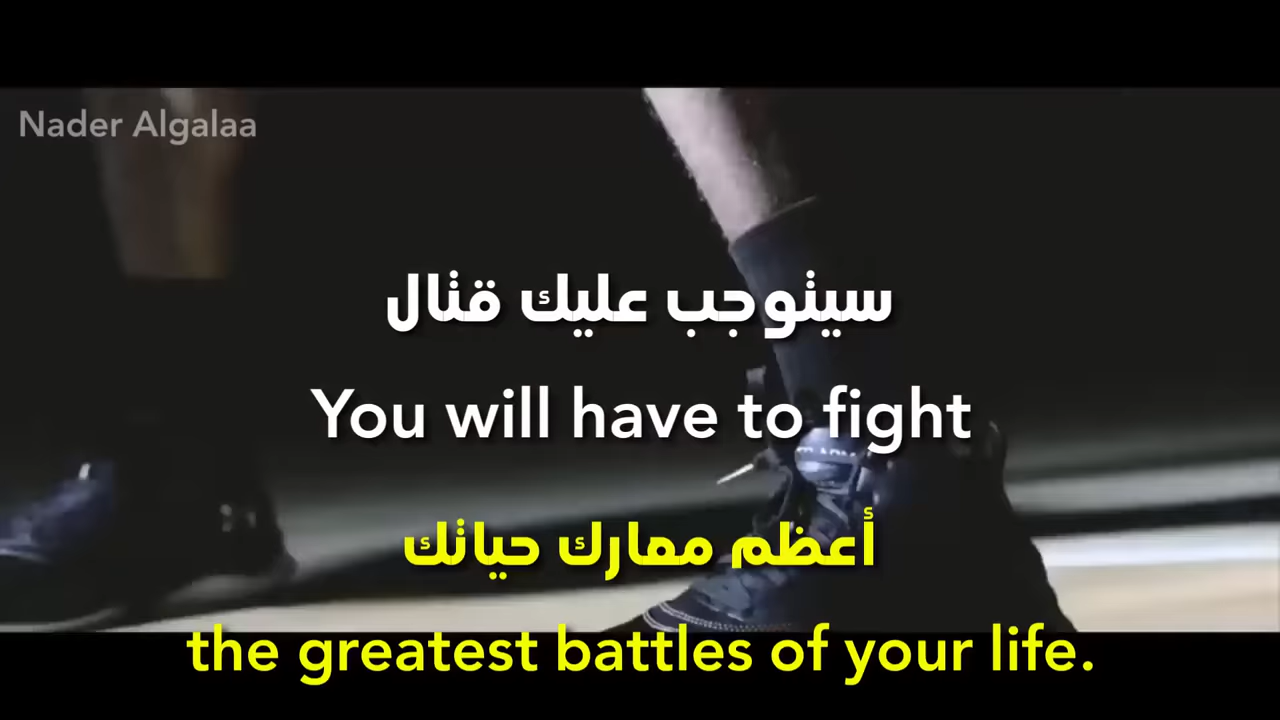 Nader Algalaa
سيتوجب عليك قتال
You will have to fight
أعظم معارك حياتك
the greatest battles of your life.